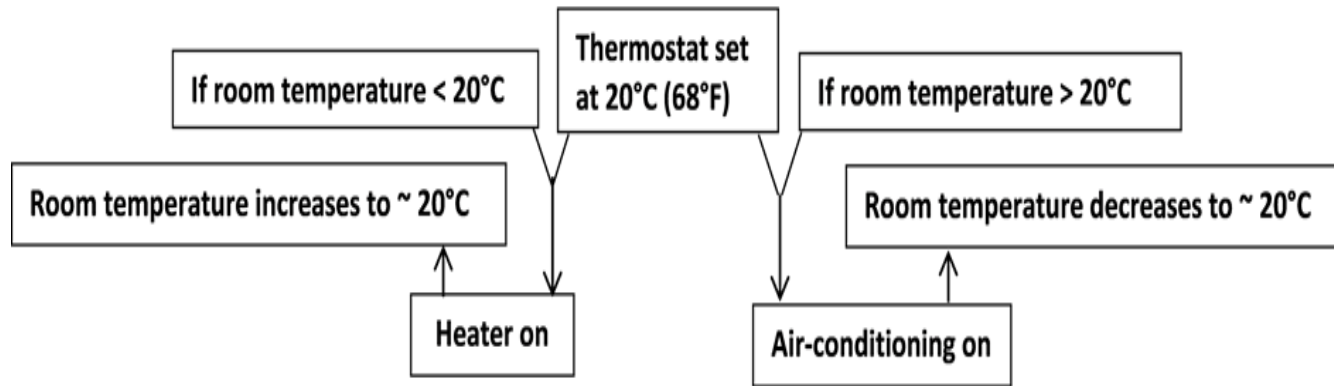 Thermostat set
at 20°C (68°F)
If room temperature < 20°C
If room temperature > 20°C
Room temperature increases to ~ 20°C
Room temperature decreases to ~ 20°C
Heater on
Air-conditioning on